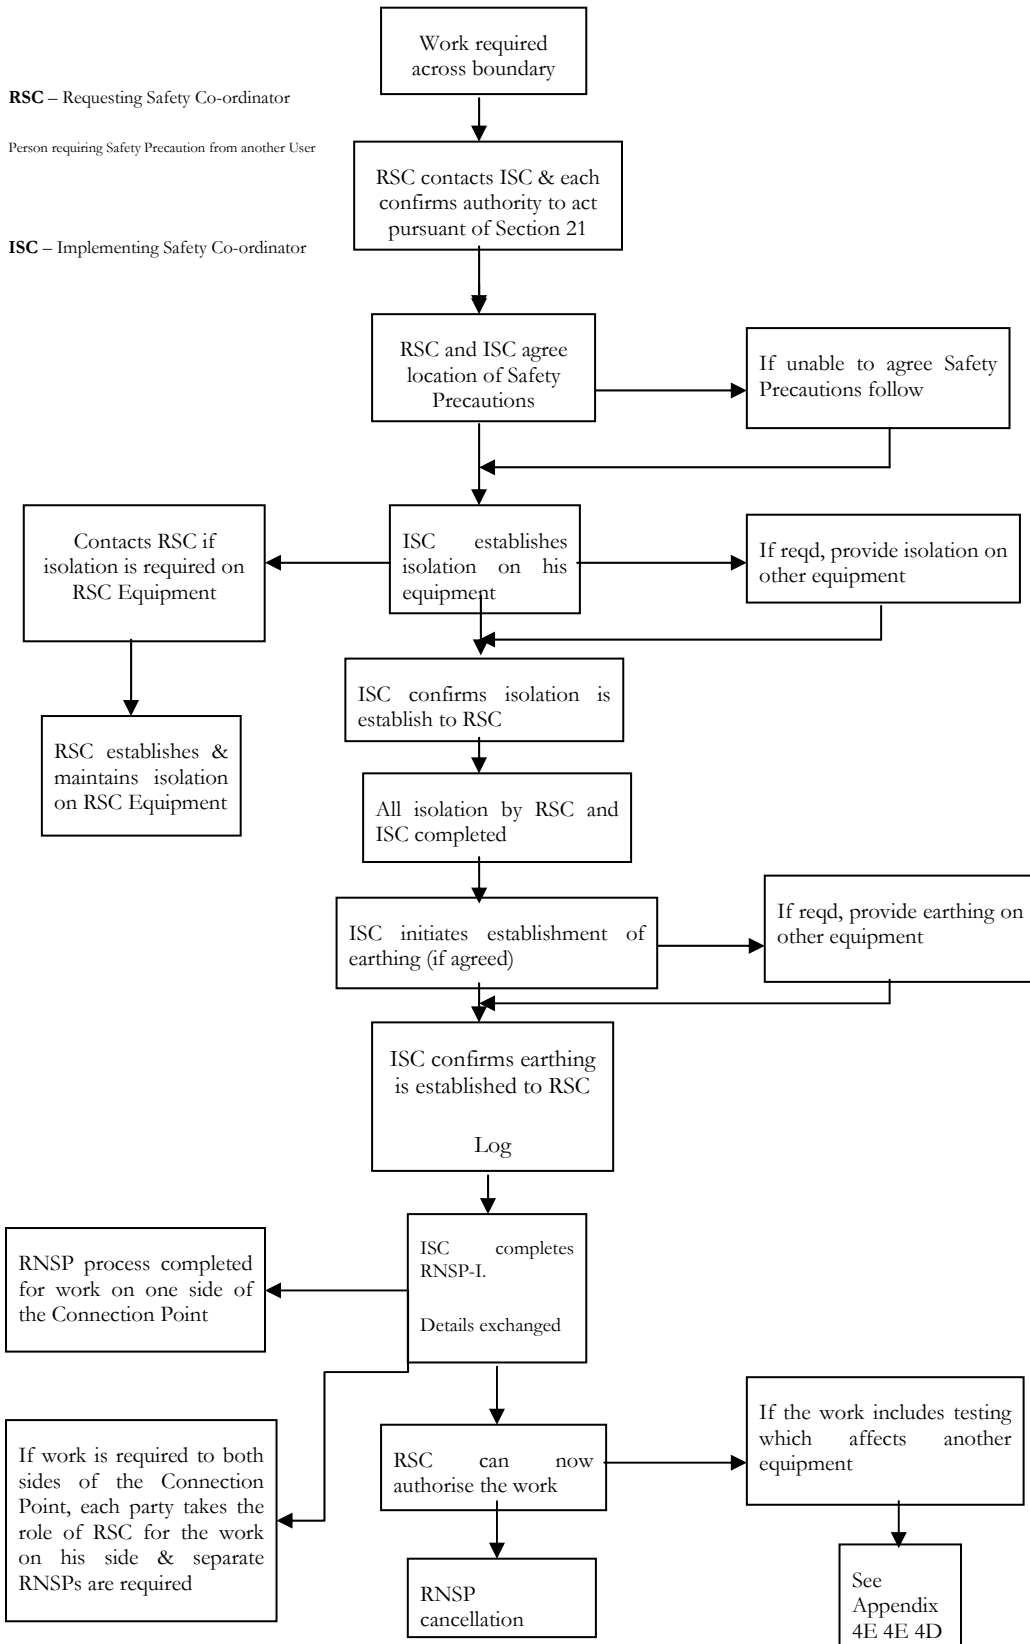 Work required
across boundary
RSC – Requesting Safety Co-ordinator
Person requiring Safety Precaution from another User
RSC contacts ISC & each
confirms authority to act
pursuant of Section 21
ISC – Implementing Safety Co-ordinator
RSC and ISC agree
location of Safety
Precautions
If unable to agree Safety
Precautions follow
Contacts RSC if
isolation is required on
RSC Equipment
ISC establishes
isolation on his
equipment
If reqd, provide isolation on
other equipment
ISC confirms isolation is
establish to RSC
RSC establishes &
maintains isolation
on RSC Equipment
All isolation by RSC and
ISC completed
ISC initiates establishment of
earthing (if agreed)
If reqd, provide earthing on
other equipment
ISC confirms earthing
is established to RSC
Log
ISC completes
RNSP-I.
Details exchanged
RNSP process completed
for work on one side of
the Connection Point
If work is required to both
sides of the Connection
Point, each party takes the
role of RSC for the work
on his side & separate
RNSPs are required
RSC can now
authorise the work
If the work includes testing
which affects another
equipment
RNSP
cancellation
See
Appendix
4E 4E 4D